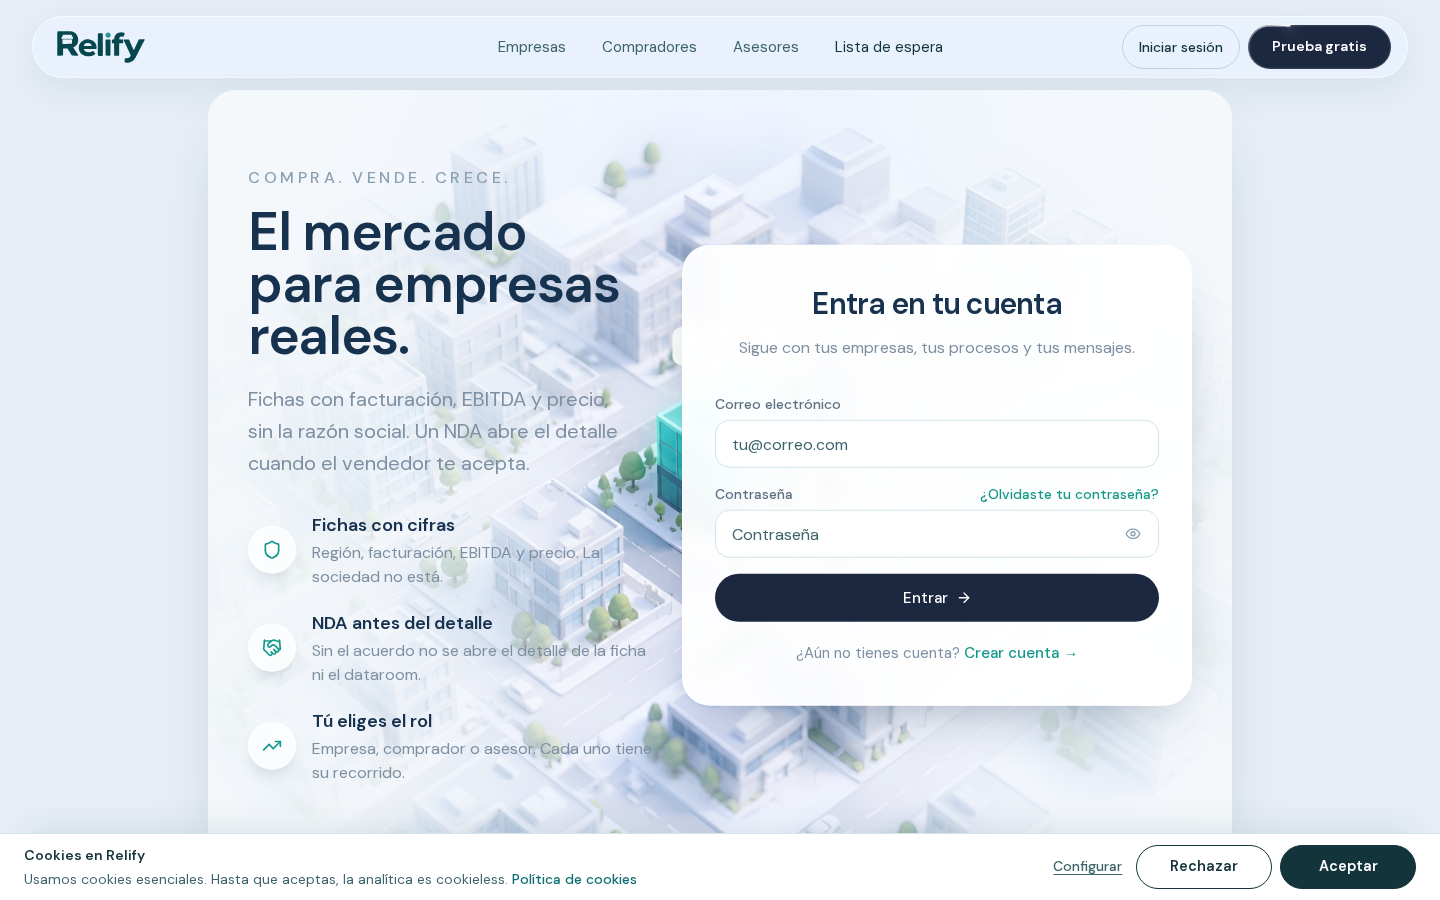 Relify
Empresas
Compradores
Asesores
Lista de espera
Iniciar sesión
Prueba gratis
COMPRA. VENDE. CRECE.
El mercado
para empresas
reales.
Fichas con facturación, EBITDA y precio,
sin la razón social. Un NDA abre el detalle
cuando el vendedor te acepta.
Fichas con cifras
Región, facturación, EBITDA y precio. La
sociedad no está.
NDA antes del detalle
Sin el acuerdo no se abre el detalle de la ficha
ni el dataroom.
Tú eliges el rol
Empresa, comprador o asesor. Cada uno tiene
su recorrido.
Entra en tu cuenta
Sigue con tus empresas, tus procesos y tus mensajes.
Correo electrónico
tu@correo.com
Contraseña
¿Olvidaste tu contraseña?
Contraseña
Entrar →
¿Aún no tienes cuenta? Crear cuenta →
Cookies en Relify
Usamos cookies esenciales. Hasta que aceptas, la analítica es cookieless. Política de cookies
Configurar
Rechazar
Aceptar